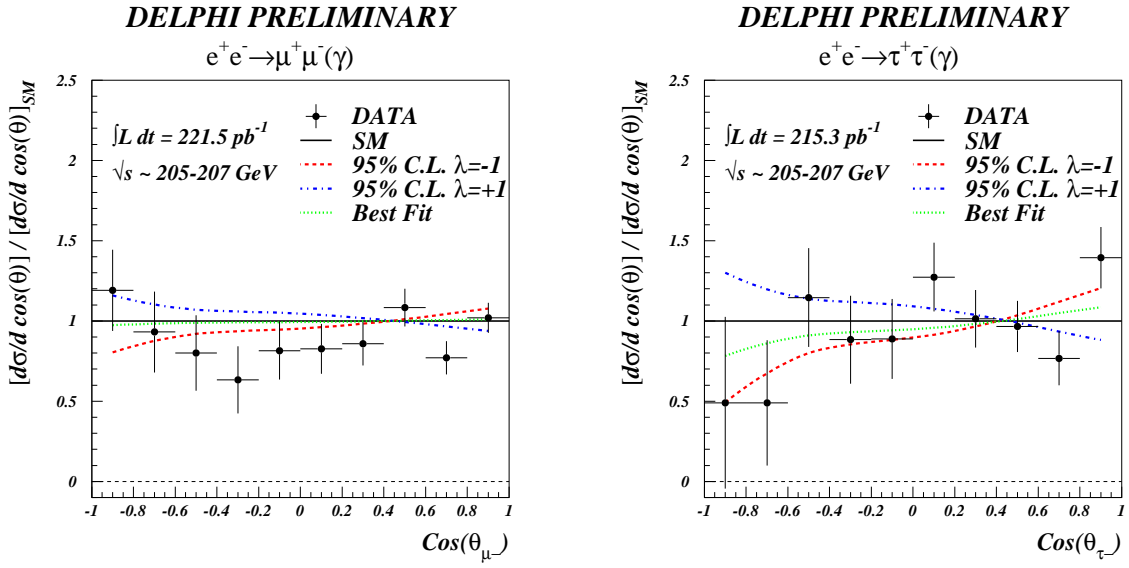 DELPHI PRELIMINARY
e⁺e⁻→μ⁺μ⁻(γ)
[dσ/d cos(θ)] / [dσ/d cos(θ)]SM
2.5
2
1.5
1
0.5
0
∫L dt = 221.5 pb⁻¹
√s ~ 205-207 GeV
DATA
SM
95% C.L. λ=-1
95% C.L. λ=+1
Best Fit
-1 -0.8 -0.6 -0.4 -0.2 0 0.2 0.4 0.6 0.8 1
Cos(θμ–)
DELPHI PRELIMINARY
e⁺e⁻→τ⁺τ⁻(γ)
[dσ/d cos(θ)] / [dσ/d cos(θ)]SM
2.5
2
1.5
1
0.5
0
∫L dt = 215.3 pb⁻¹
√s ~ 205-207 GeV
DATA
SM
95% C.L. λ=-1
95% C.L. λ=+1
Best Fit
-1 -0.8 -0.6 -0.4 -0.2 0 0.2 0.4 0.6 0.8 1
Cos(θτ–)